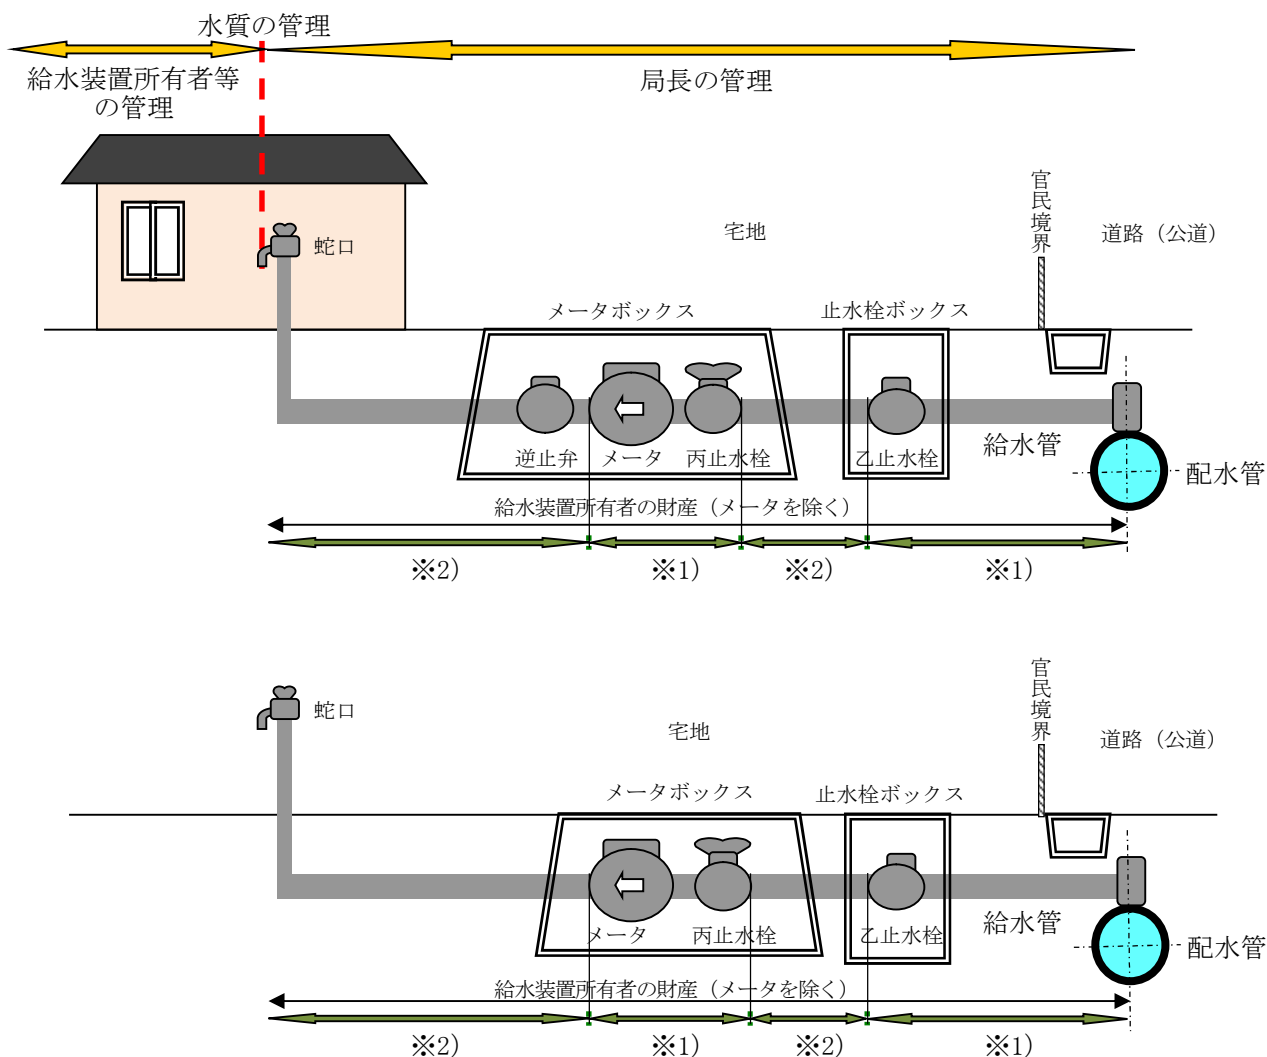 水質の管理
給水装置所有者等
の管理
局長の管理
官民境界
宅地
道路（公道）
蛇口
メータボックス
止水栓ボックス
逆止弁
メータ
丙止水栓
乙止水栓
給水管
配水管
給水装置所有者の財産（メータを除く）
※2）
※1）
※2）
※1）
官民境界
蛇口
宅地
道路（公道）
メータボックス
止水栓ボックス
メータ
丙止水栓
乙止水栓
給水管
配水管
給水装置所有者の財産（メータを除く）
※2）
※1）
※2）
※1）